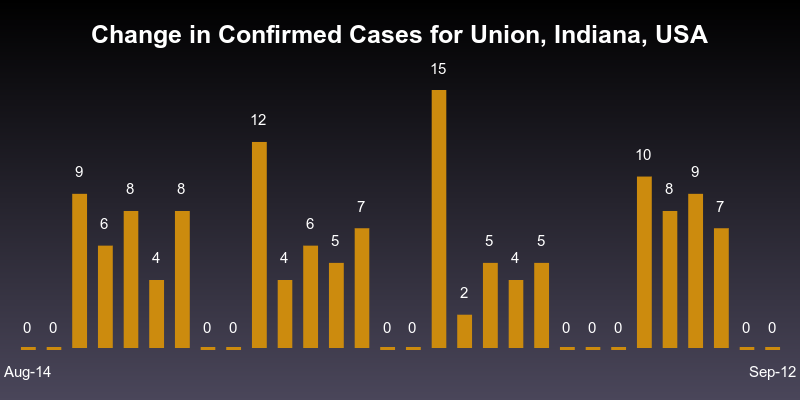 Change in Confirmed Cases for Union, Indiana, USA
0 0 9 6 8 4 8 0 0 12 4 6 5 7 0 0 15 2 5 4 5 0 0 0 10 8 9 7 0 0
Aug-14 Sep-12